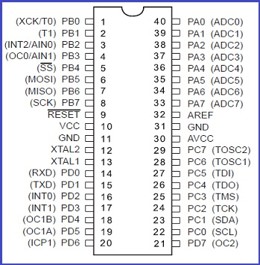 (XCK/T0) PB0 1 40 PA0 (ADC0)
(T1) PB1 2 39 PA1 (ADC1)
(INT2/AIN0) PB2 3 38 PA2 (ADC2)
(OC0/AIN1) PB3 4 37 PA3 (ADC3)
(SS) PB4 5 36 PA4 (ADC4)
(MOSI) PB5 6 35 PA5 (ADC5)
(MISO) PB6 7 34 PA6 (ADC6)
(SCK) PB7 8 33 PA7 (ADC7)
RESET 9 32 AREF
VCC 10 31 GND
GND 11 30 AVCC
XTAL2 12 29 PC7 (TOSC2)
XTAL1 13 28 PC6 (TOSC1)
(RXD) PD0 14 27 PC5 (TDI)
(TXD) PD1 15 26 PC4 (TDO)
(INT0) PD2 16 25 PC3 (TMS)
(INT1) PD3 17 24 PC2 (TCK)
(OC1B) PD4 18 23 PC1 (SDA)
(OC1A) PD5 19 22 PC0 (SCL)
(ICP1) PD6 20 21 PD7 (OC2)